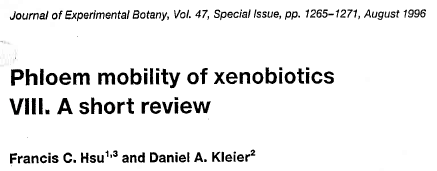 Journal of Experimental Botany, Vol. 47, Special Issue, pp. 1265–1271, August 1996
Phloem mobility of xenobiotics
VIII. A short review
Francis C. Hsu1,3 and Daniel A. Kleier2